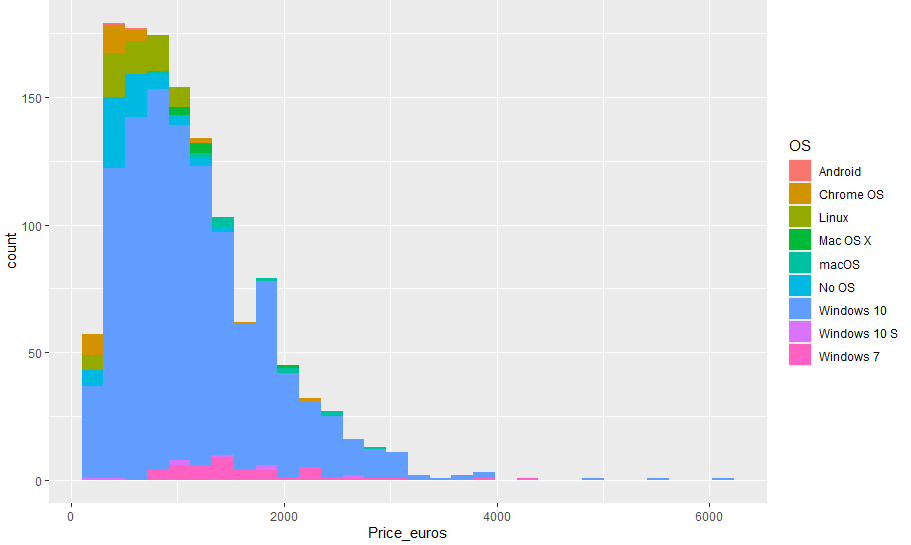 150
100
50
0
count
0 2000 4000 6000
Price_euros
OS
Android
Chrome OS
Linux
Mac OS X
macOS
No OS
Windows 10
Windows 10 S
Windows 7